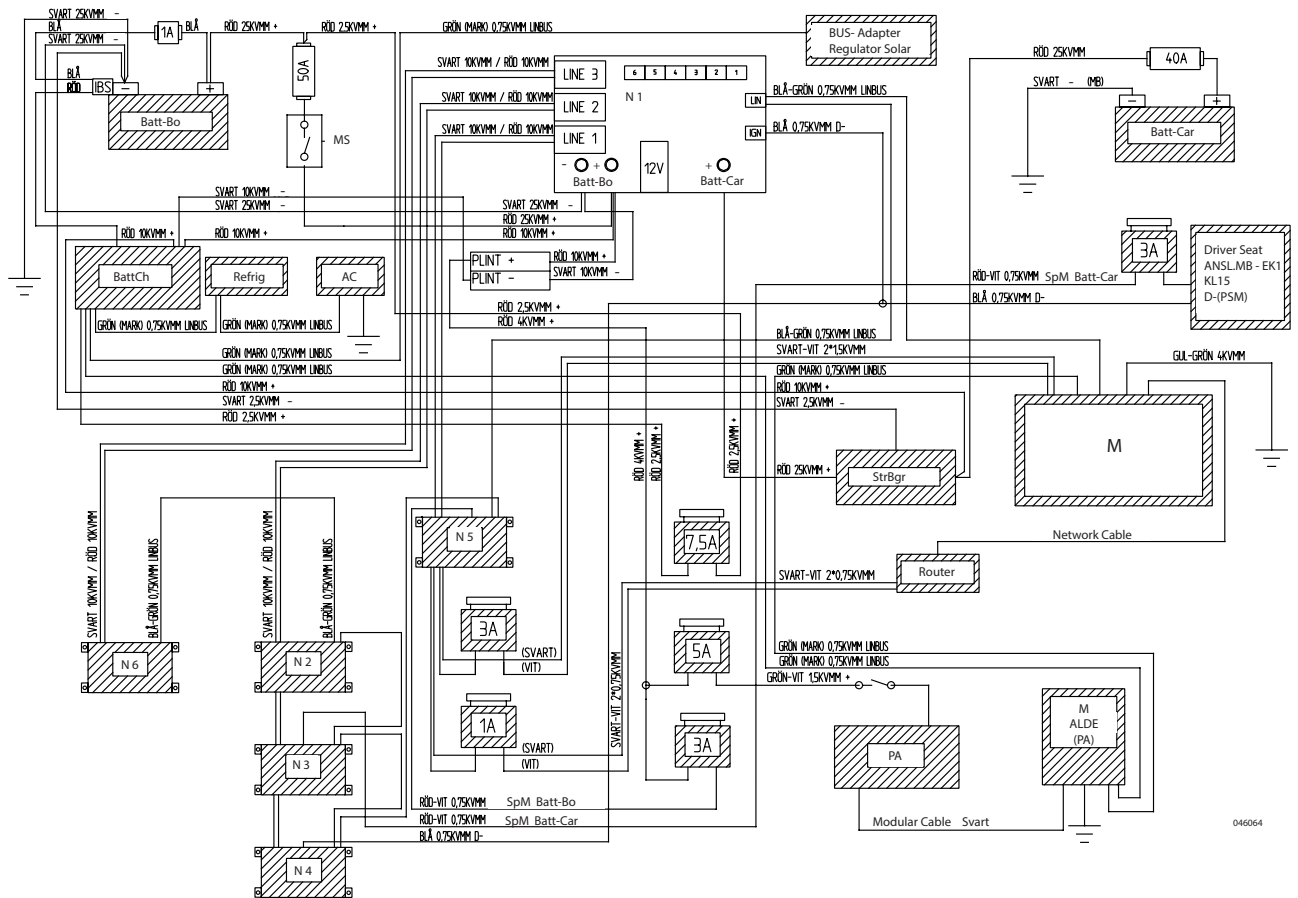 SVART 25KVMM -
BLÅ
SVART 25KVMM -
1A
BLÅ
RÖD 25KVMM +
RÖD 2,5KVMM +
GRÖN (MARK) 0,75KVMM LINBUS
BUS- Adapter
Regulator Solar
BLÅ
RÖD
IBS
-
+
Batt-Bo
50A
MS
SVART 10KVMM / RÖD 10KVMM
SVART 10KVMM / RÖD 10KVMM
SVART 10KVMM / RÖD 10KVMM
LINE 3
LINE 2
LINE 1
6 5 4 3 2 1
N 1
LIN
IGN
- +
Batt-Bo
12V
+
Batt-Car
BLÅ-GRÖN 0,75KVMM LINBUS
BLÅ 0,75KVMM D-
RÖD 25KVMM
40A
SVART - (MB)
-
+
Batt-Car
SVART 10KVMM -
SVART 25KVMM -
SVART 25KVMM -
RÖD 25KVMM +
RÖD 10KVMM +
RÖD 10KVMM +
RÖD 10KVMM +
BattCh
Refrig
AC
PLINT +
PLINT -
RÖD 10KVMM +
SVART 10KVMM -
3A
Driver Seat
ANSL.MB - EK1
KL15
D-(PSM)
RÖD-VIT 0,75KVMM SpM Batt-Car
BLÅ 0,75KVMM D-
GRÖN (MARK) 0,75KVMM LINBUS
GRÖN (MARK) 0,75KVMM LINBUS
RÖD 2,5KVMM +
RÖD 4KVMM +
GRÖN (MARK) 0,75KVMM LINBUS
GRÖN (MARK) 0,75KVMM LINBUS
RÖD 10KVMM +
SVART 2,5KVMM -
RÖD 2,5KVMM +
BLÅ-GRÖN 0,75KVMM LINBUS
SVART-VIT 2*1,5KVMM
GRÖN (MARK) 0,75KVMM LINBUS
RÖD 10KVMM +
SVART 2,5KVMM -
GUL-GRÖN 4KVMM
M
RÖD 4KVMM +
RÖD 2,5KVMM +
RÖD 2,5KVMM +
RÖD 25KVMM +
StrBgr
Network Cable
SVART 10KVMM / RÖD 10KVMM
BLÅ-GRÖN 0,75KVMM LINBUS
SVART 10KVMM / RÖD 10KVMM
BLÅ-GRÖN 0,75KVMM LINBUS
N 5
7,5A
SVART-VIT 2*0,75KVMM
Router
3A
(SVART)
(VIT)
SVART-VIT 2*0,75KVMM
5A
GRÖN (MARK) 0,75KVMM LINBUS
GRÖN (MARK) 0,75KVMM LINBUS
GRÖN-VIT 1,5KVMM +
N 6
N 2
1A
(SVART)
(VIT)
3A
PA
M
ALDE
(PA)
N 3
RÖD-VIT 0,75KVMM SpM Batt-Bo
RÖD-VIT 0,75KVMM SpM Batt-Car
BLÅ 0,75KVMM D-
Modular Cable Svart
046064
N 4